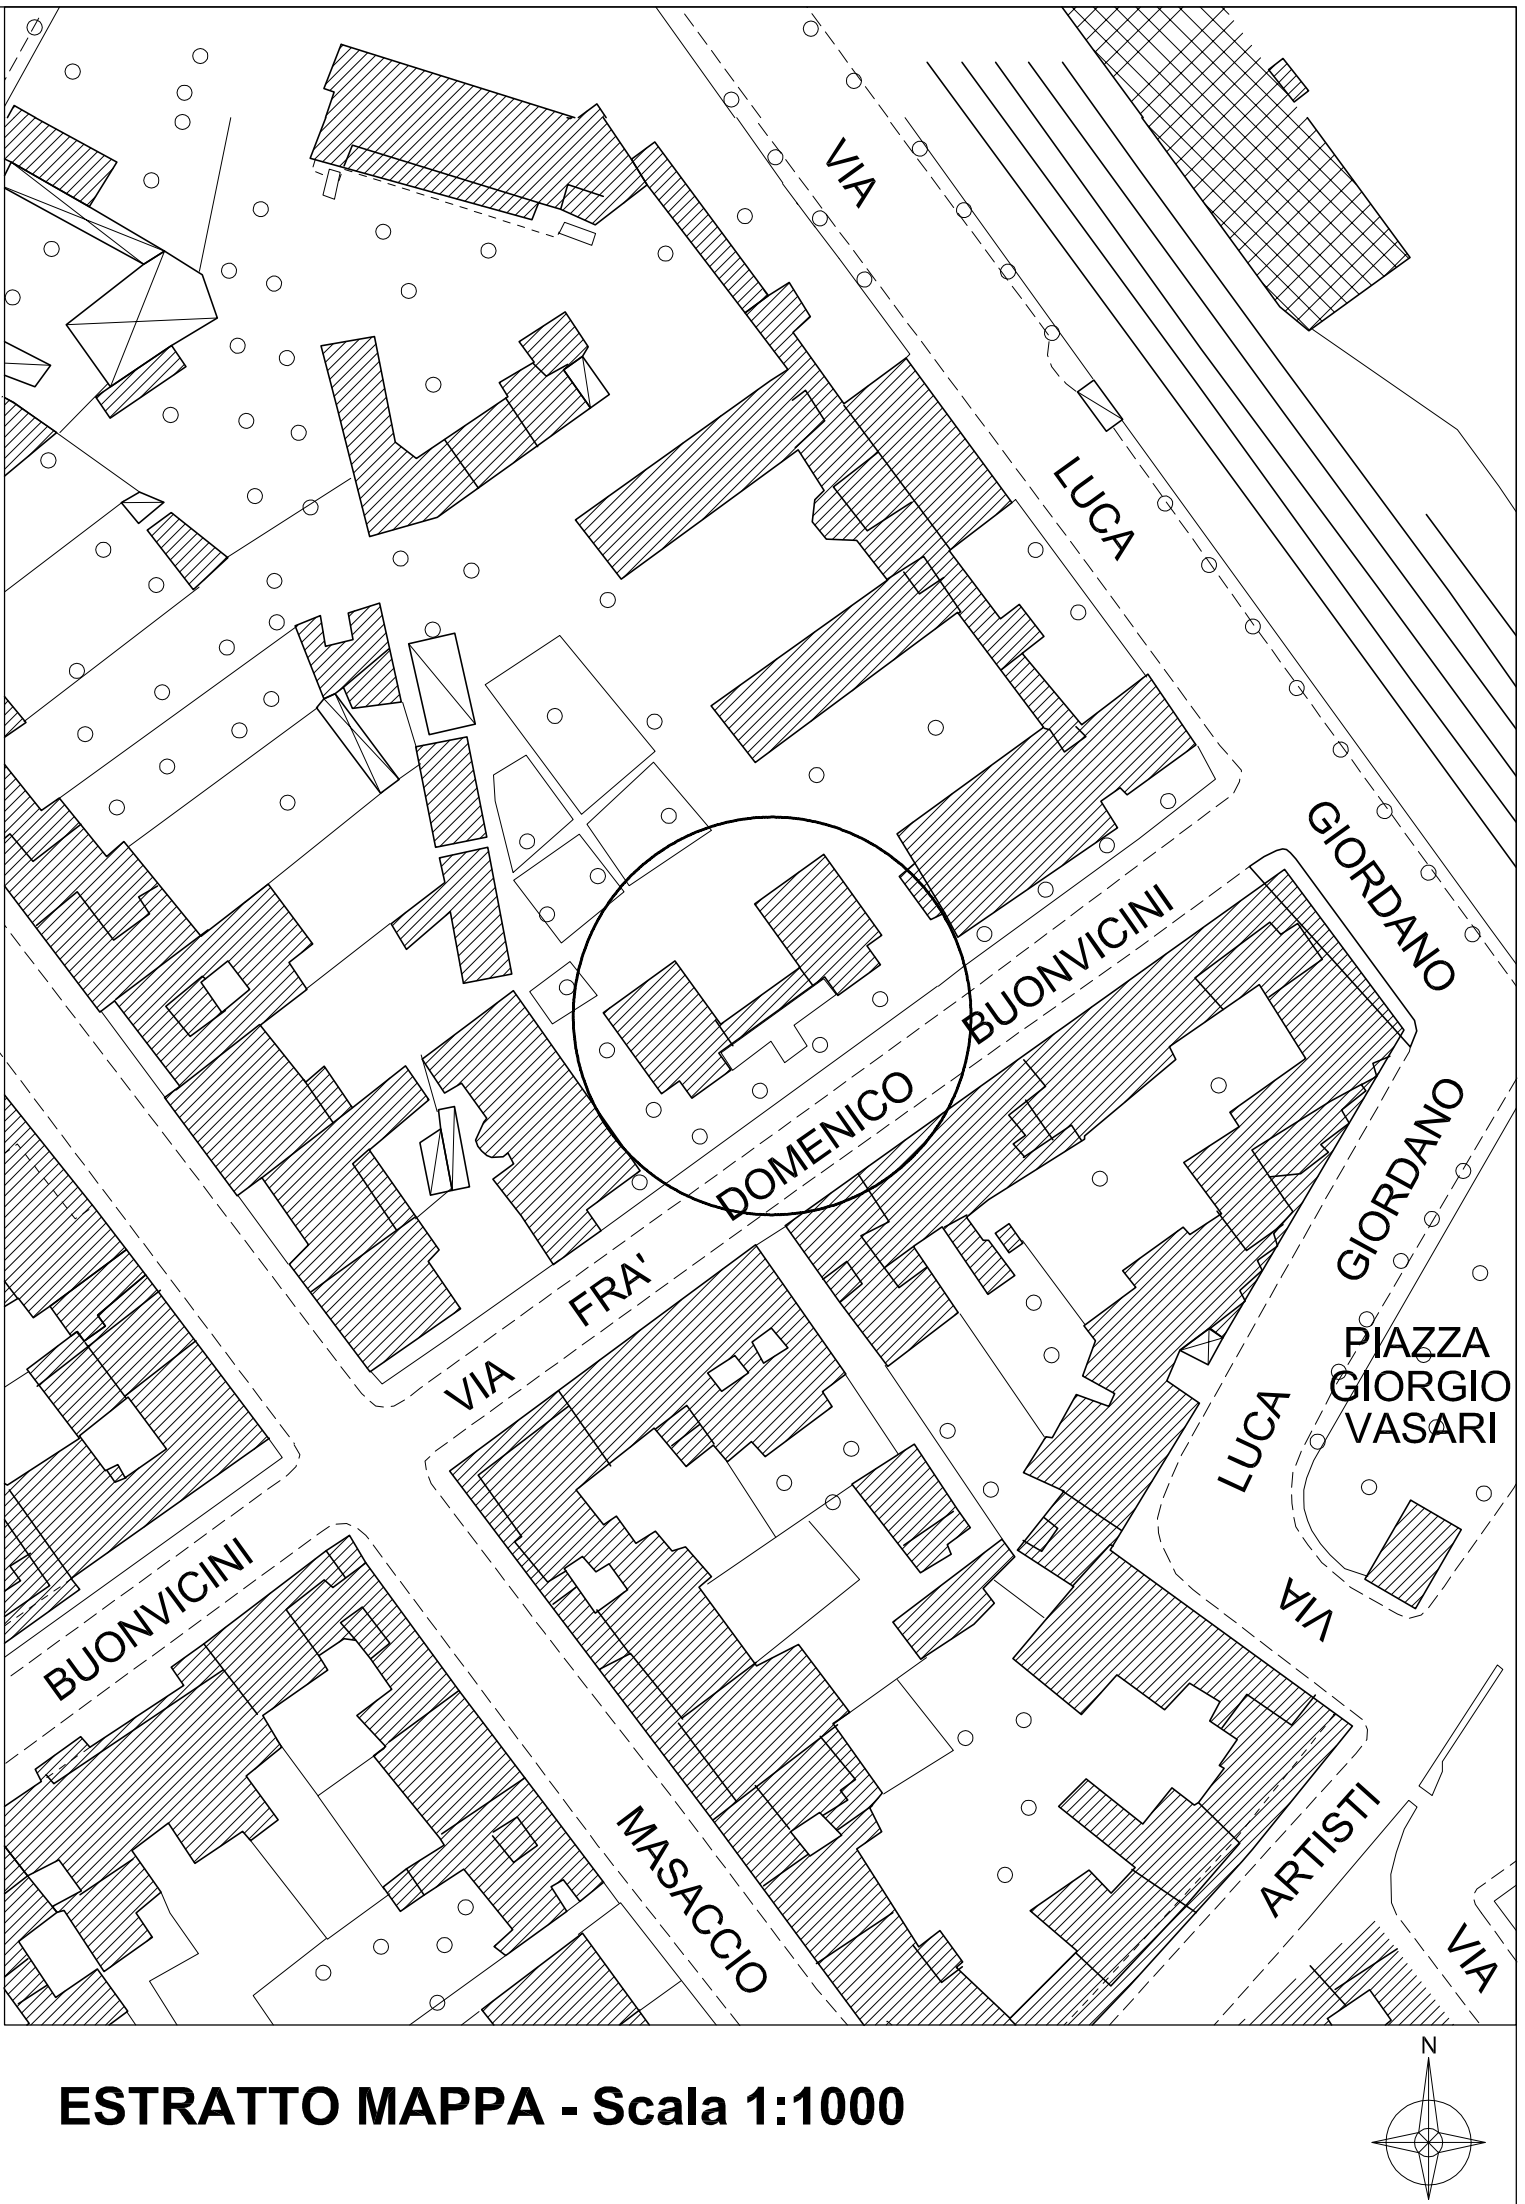 VIA
LUCA
GIORDANO
BUONVICINI
DOMENICO
FRA'
VIA
GIORDANO
LUCA
VIA
PIAZZA
GIORGIO
VASARI
BUONVICINI
MASACCIO
ARTISTI
VIA
N
ESTRATTO MAPPA - Scala 1:1000